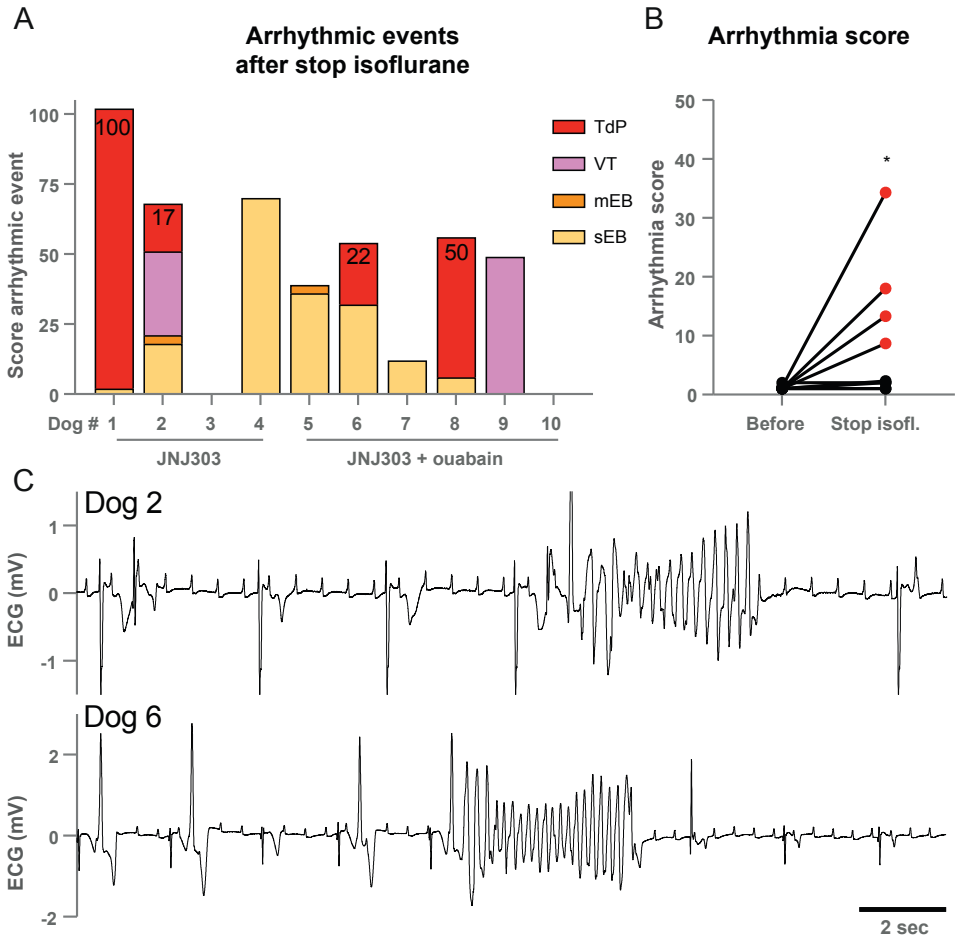 A
Arrhythmic events
after stop isoflurane
Score arrhythmic event
100
75
50
25
0
100
17
22
50
TdP
VT
mEB
sEB
Dog # 1 2 3 4 5 6 7 8 9 10
JNJ303
JNJ303 + ouabain
B
Arrhythmia score
Arrhythmia score
50
40
30
20
10
0
*
Before
Stop isofl.
C
Dog 2
ECG (mV)
1
0
-1
Dog 6
ECG (mV)
2
0
-2
2 sec